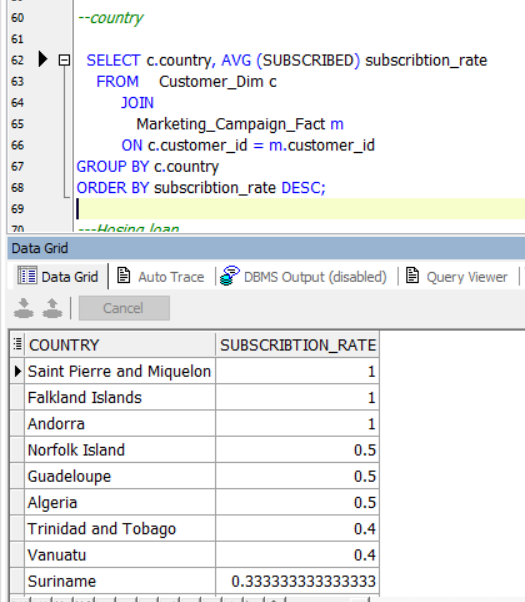 60 --country
61
62 SELECT c.country, AVG (SUBSCRIBED) subscribtion_rate
63 FROM Customer_Dim c
64 JOIN
65 Marketing_Campaign_Fact m
66 ON c.customer_id = m.customer_id
67 GROUP BY c.country
68 ORDER BY subscribtion_rate DESC;
69
70 ---Hosing loan
Data Grid
Data Grid Auto Trace DBMS Output (disabled) Query Viewer
Cancel
COUNTRY SUBSCRIBTION_RATE
Saint Pierre and Miquelon 1
Falkland Islands 1
Andorra 1
Norfolk Island 0.5
Guadeloupe 0.5
Algeria 0.5
Trinidad and Tobago 0.4
Vanuatu 0.4
Suriname 0.333333333333333